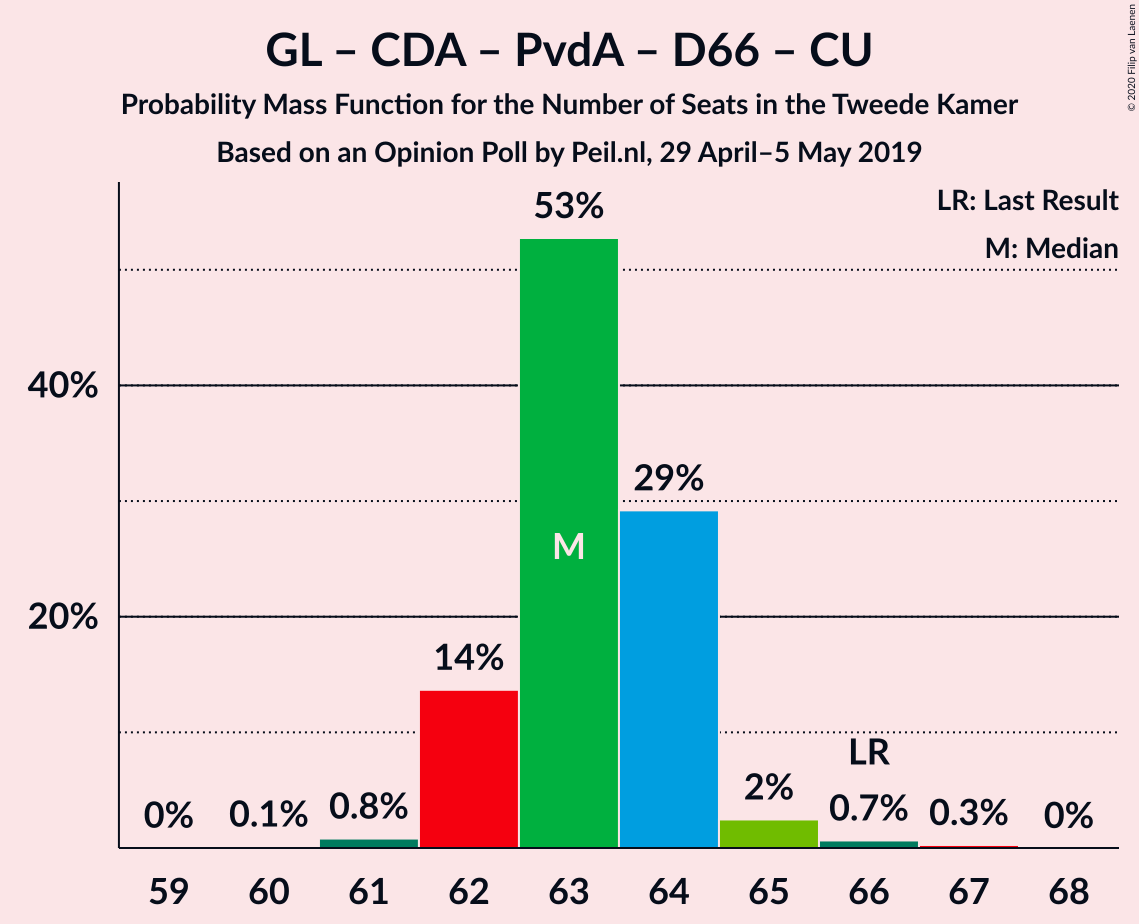 GL – CDA – PvdA – D66 – CU
Probability Mass Function for the Number of Seats in the Tweede Kamer
Based on an Opinion Poll by Peil.nl, 29 April–5 May 2019
© 2020 Filip van Laenen
LR: Last Result
M: Median
53%
40%
29%
M
20%
14%
LR
0%
0.1%
0.8%
2%
0.7%
0.3%
0%
59 60 61 62 63 64 65 66 67 68